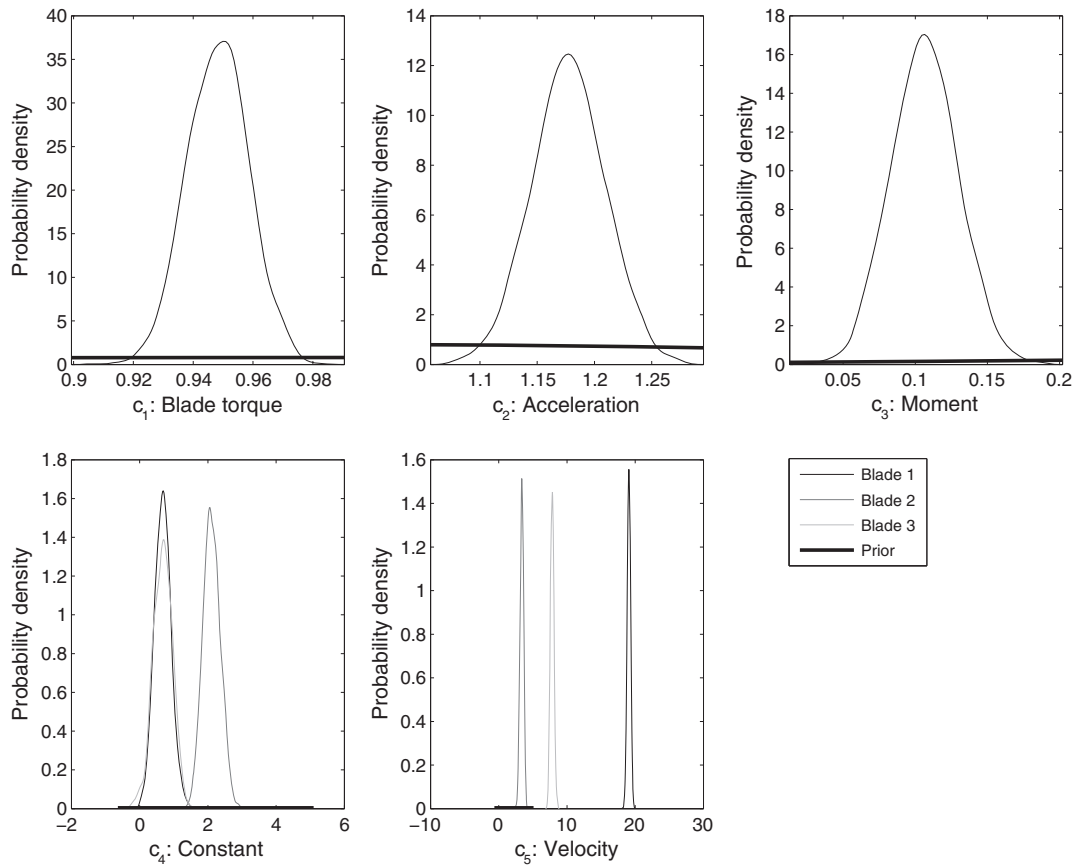 40
35
30
25
20
15
10
5
0
Probability density
0.9 0.92 0.94 0.96 0.98
c1: Blade torque
14
12
10
8
6
4
2
0
Probability density
1.1 1.15 1.20 1.25
c2: Acceleration
18
16
14
12
10
8
6
4
2
0
Probability density
0.05 0.1 0.15 0.2
c3: Moment
1.8
1.6
1.4
1.2
1
0.8
0.6
0.4
0.2
0
Probability density
−2 0 2 4 6
c4: Constant
1.6
1.4
1.2
1
0.8
0.6
0.4
0.2
0
Probability density
−10 0 10 20 30
c5: Velocity
Blade 1
Blade 2
Blade 3
Prior